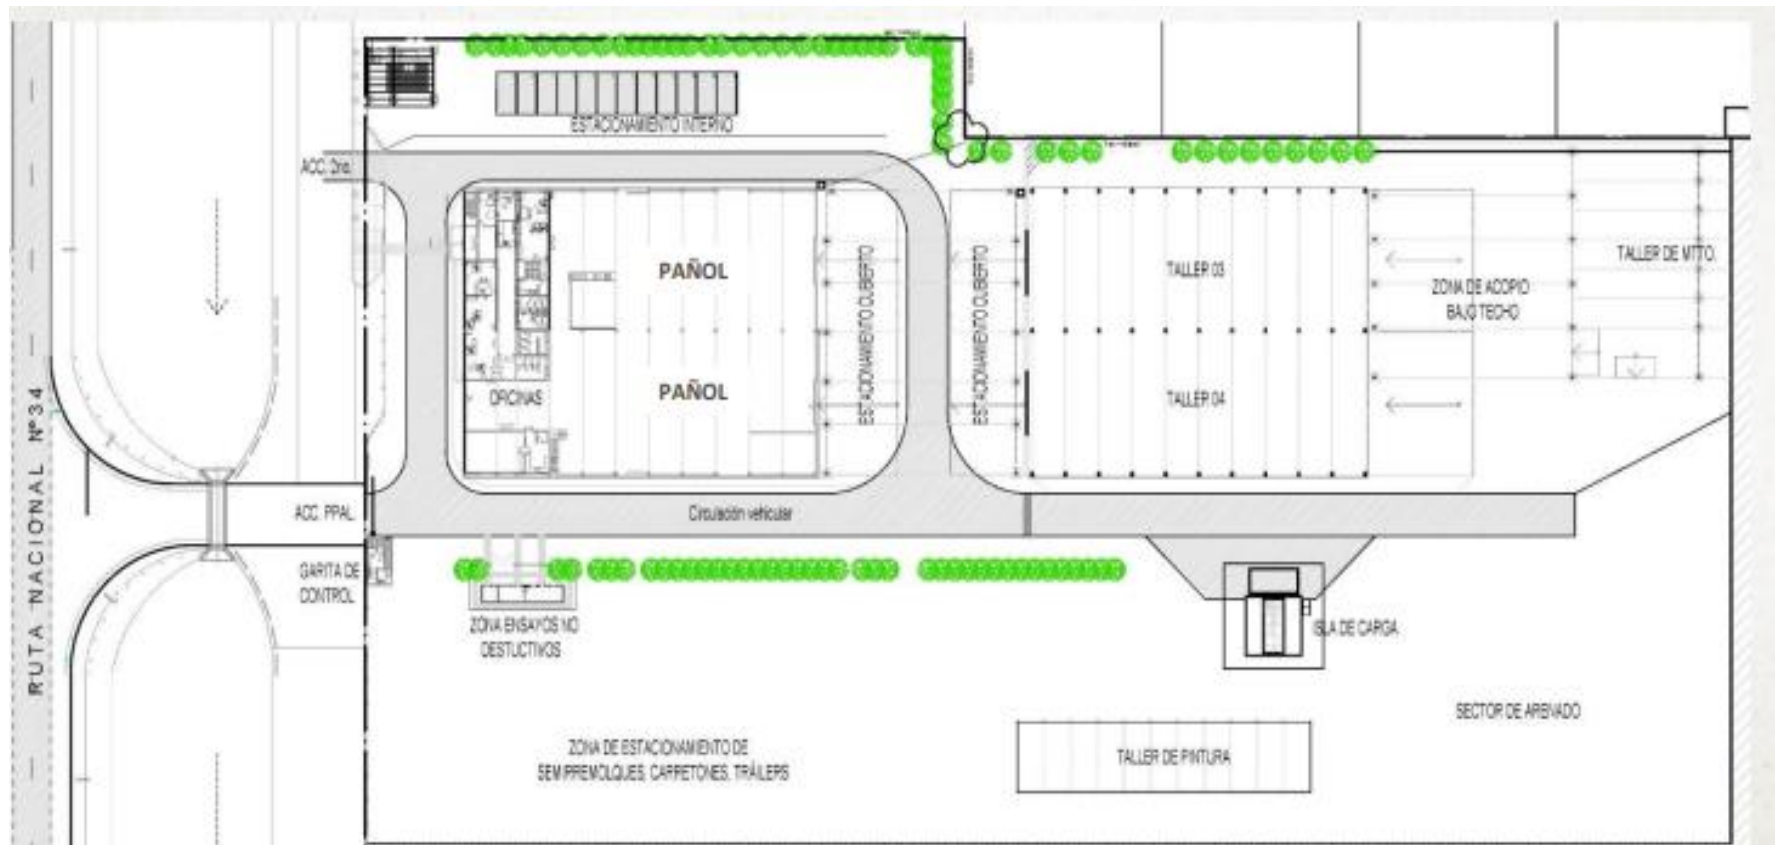 ESTACIONAMIENTO INTERNO
ACC. 2rio.
PAÑOL
PAÑOL
OFICINAS
ESTACIONAMIENTO CUBIERTO
ESTACIONAMIENTO CUBIERTO
TALLER 03
TALLER 04
ZONA DE ACOPIO
BAJO TECHO
TALLER DE MTTO.
RUTA NACIONAL Nº34
ACC. PPAL.
Circulación vehicular
GARITA DE
CONTROL
ZONA ENSAYOS NO
DESTUCTIVOS
ISLA DE CARGA
SECTOR DE ARENADO
ZONA DE ESTACIONAMIENTO DE
SEMIPREMOLQUES, CARRETONES, TRÁILERS
TALLER DE PINTURA